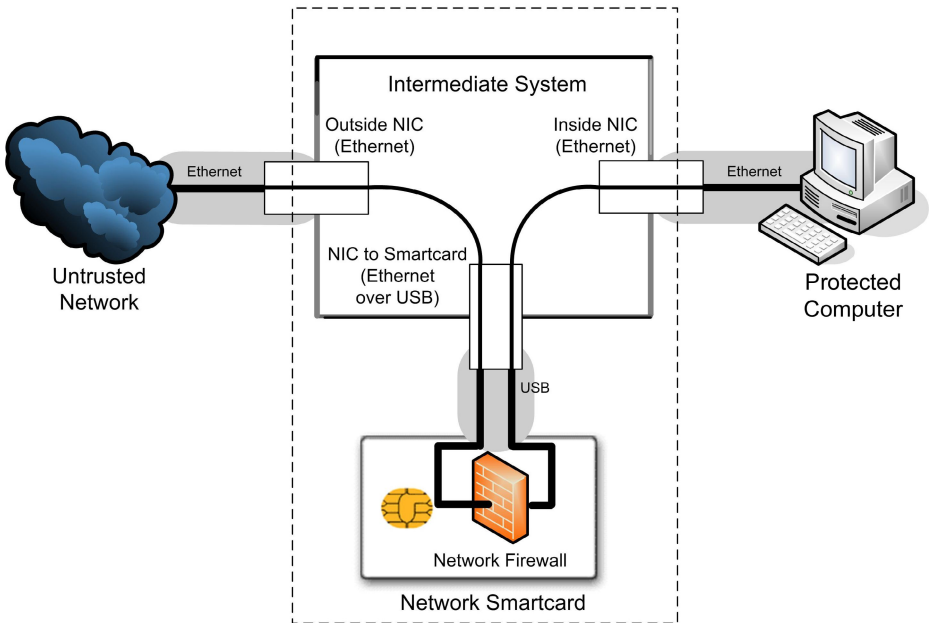 Intermediate System
Outside NIC
(Ethernet)
Inside NIC
(Ethernet)
Ethernet
Ethernet
NIC to Smartcard
(Ethernet
over USB)
Untrusted
Network
Protected
Computer
USB
Network Firewall
Network Smartcard